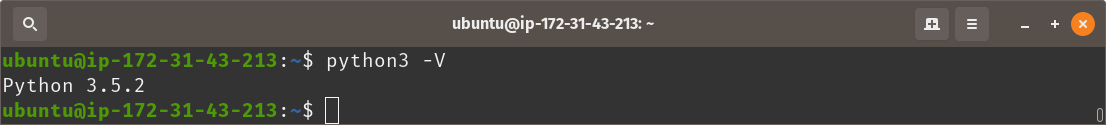 ubuntu@ip-172-31-43-213: ~
ubuntu@ip-172-31-43-213:~$ python3 -V
Python 3.5.2
ubuntu@ip-172-31-43-213:~$